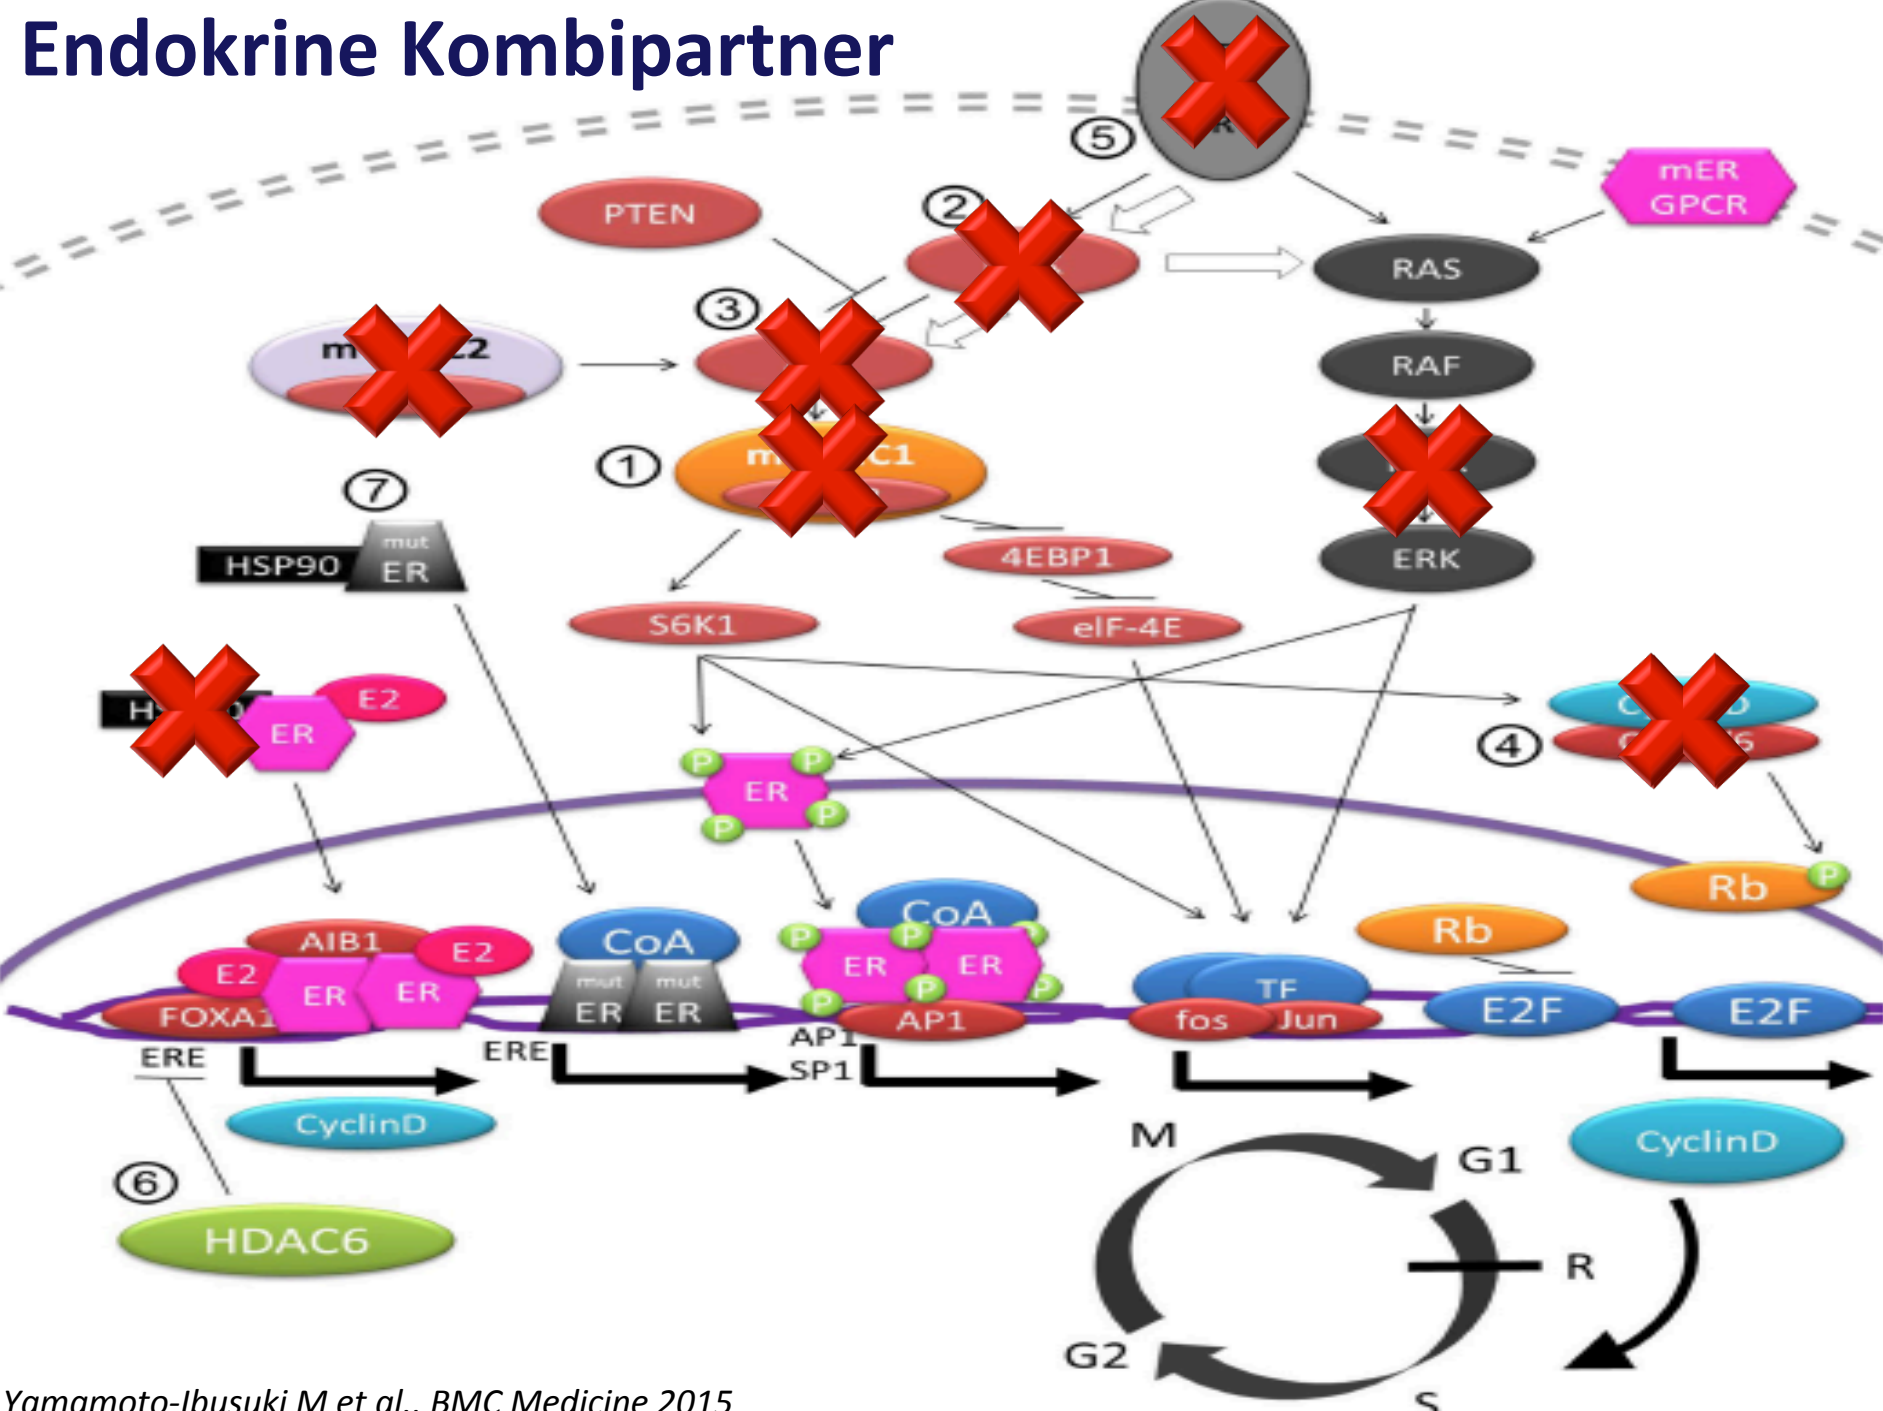 Endokrine Kombipartner
R
5
mER
GPCR
PTEN
2
RAS
3
RAF
1
7
mut
HSP90
ER
4EBP1
ERK
S6K1
eIF-4E
E2
ER
4
P
P
ER
P
P
Rb
P
CoA
AIB1
E2
CoA
P
P
Rb
E2
ER
ER
mut
mut
ER
ER
TF
FOXA1
ER
ER
P
P
P
AP1
fos
Jun
E2F
E2F
ERE
ERE
AP1
SP1
CyclinD
M
G1
CyclinD
6
HDAC6
R
G2
S
Yamamoto-Ibusuki M et al., BMC Medicine 2015